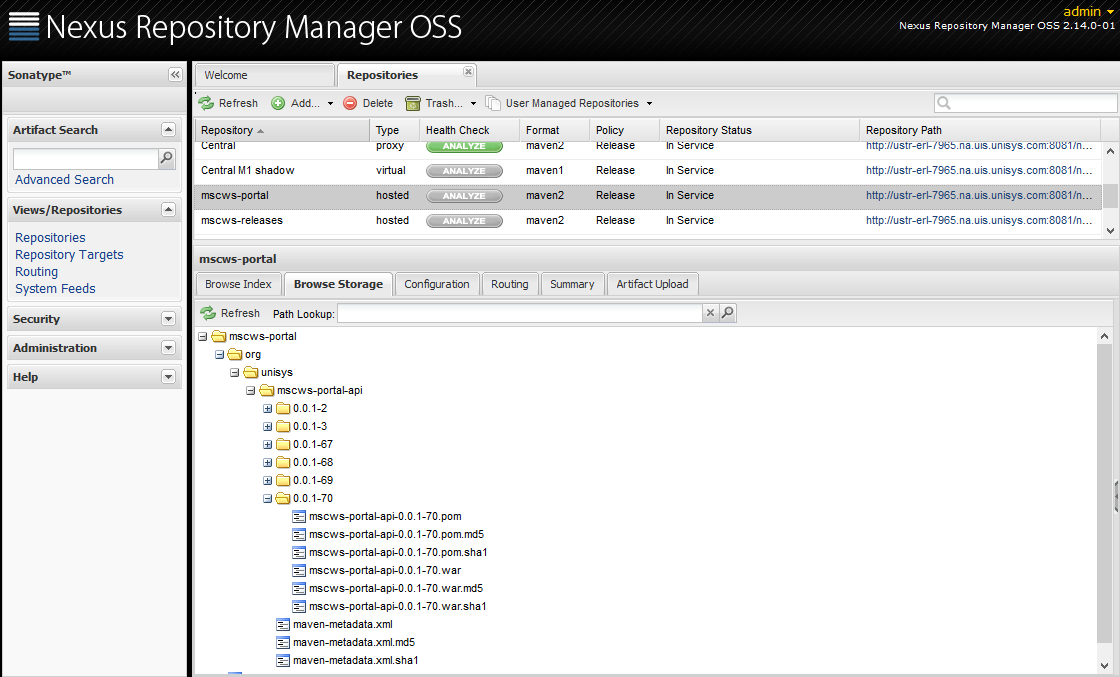 Nexus Repository Manager OSS
admin
Nexus Repository Manager OSS 2.14.0-01
Sonatype™
Welcome
Repositories
Refresh Add... Delete Trash... User Managed Repositories
Artifact Search
Advanced Search
Views/Repositories
Repositories
Repository Targets
Routing
System Feeds
Security
Administration
Help
Repository Type Health Check Format Policy Repository Status Repository Path
Central proxy ANALYZE maven2 Release In Service http://ustr-erl-7965.na.uis.unisys.com:8081/n...
Central M1 shadow virtual ANALYZE maven1 Release In Service http://ustr-erl-7965.na.uis.unisys.com:8081/n...
mscws-portal hosted ANALYZE maven2 Release In Service http://ustr-erl-7965.na.uis.unisys.com:8081/n...
mscws-releases hosted ANALYZE maven2 Release In Service http://ustr-erl-7965.na.uis.unisys.com:8081/n...
mscws-portal
Browse Index Browse Storage Configuration Routing Summary Artifact Upload
Refresh Path Lookup:
mscws-portal
org
unisys
mscws-portal-api
0.0.1-2
0.0.1-3
0.0.1-67
0.0.1-68
0.0.1-69
0.0.1-70
mscws-portal-api-0.0.1-70.pom
mscws-portal-api-0.0.1-70.pom.md5
mscws-portal-api-0.0.1-70.pom.sha1
mscws-portal-api-0.0.1-70.war
mscws-portal-api-0.0.1-70.war.md5
mscws-portal-api-0.0.1-70.war.sha1
maven-metadata.xml
maven-metadata.xml.md5
maven-metadata.xml.sha1